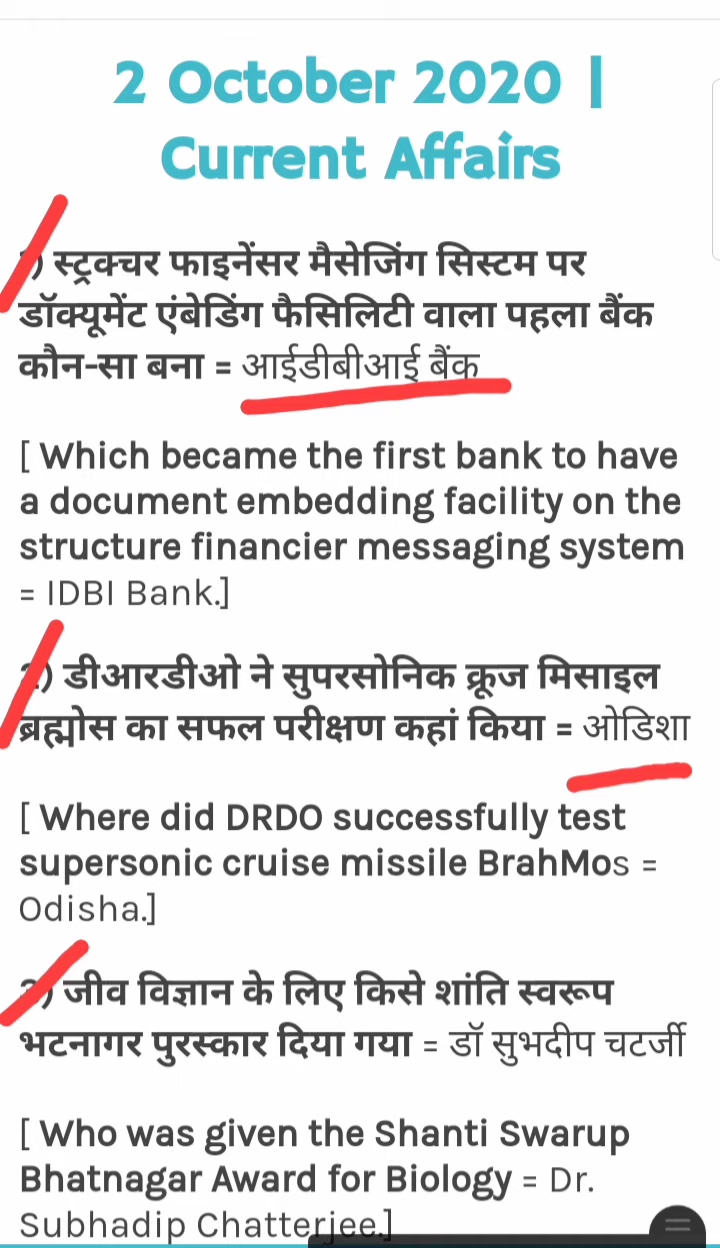 2 October 2020 |
Current Affairs
) स्ट्रक्चर फाइनेंसर मैसेजिंग सिस्टम पर
डॉक्यूमेंट एंबेडिंग फैसिलिटी वाला पहला बैंक
कौन-सा बना = आईडीबीआई बैंक
[ Which became the first bank to have
a document embedding facility on the
structure financier messaging system
= IDBI Bank.]
) डीआरडीओ ने सुपरसोनिक क्रूज मिसाइल
ब्रह्मोस का सफल परीक्षण कहां किया = ओडिशा
[ Where did DRDO successfully test
supersonic cruise missile BrahMos =
Odisha.]
) जीव विज्ञान के लिए किसे शांति स्वरूप
भटनागर पुरस्कार दिया गया = डॉ सुभदीप चटर्जी
[ Who was given the Shanti Swarup
Bhatnagar Award for Biology = Dr.
Subhadip Chatterjee.]